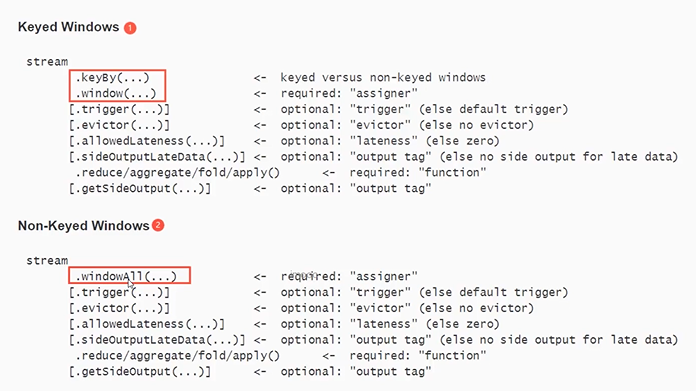 Keyed Windows 1
stream
.keyBy(...) <- keyed versus non-keyed windows
.window(...) <- required: "assigner"
[.trigger(...)] <- optional: "trigger" (else default trigger)
[.evictor(...)] <- optional: "evictor" (else no evictor)
[.allowedLateness(...)] <- optional: "lateness" (else zero)
[.sideOutputLateData(...)] <- optional: "output tag" (else no side output for late data)
.reduce/aggregate/fold/apply() <- required: "function"
[.getSideOutput(...)] <- optional: "output tag"
Non-Keyed Windows 2
stream
.windowAll(...) <- required: "assigner"
[.trigger(...)] <- optional: "trigger" (else default trigger)
[.evictor(...)] <- optional: "evictor" (else no evictor)
[.allowedLateness(...)] <- optional: "lateness" (else zero)
[.sideOutputLateData(...)] <- optional: "output tag" (else no side output for late data)
.reduce/aggregate/fold/apply() <- required: "function"
[.getSideOutput(...)] <- optional: "output tag"